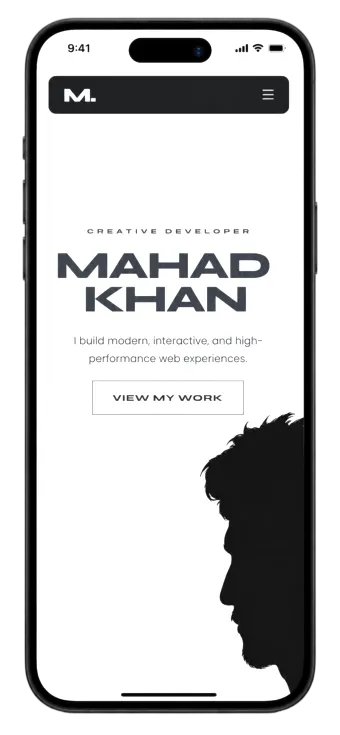 9:41
M.
CREATIVE DEVELOPER
MAHAD
KHAN
I build modern, interactive, and high-
performance web experiences.
VIEW MY WORK